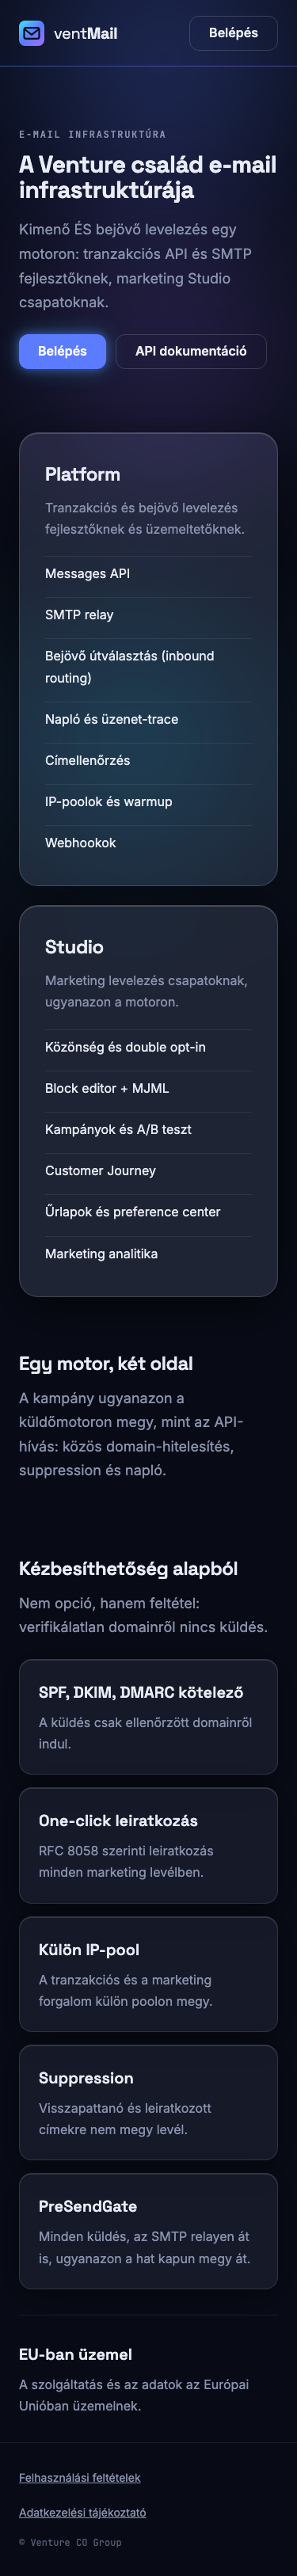 ventMail
Belépés
E-MAIL INFRASTRUKTÚRA
A Venture család e-mail
infrastruktúrája
Kimenő ÉS bejövő levelezés egy
motoron: tranzakciós API és SMTP
fejlesztőknek, marketing Studio
csapatoknak.
Belépés
API dokumentáció
Platform
Tranzakciós és bejövő levelezés
fejlesztőknek és üzemeltetőknek.
Messages API
SMTP relay
Bejövő útválasztás (inbound
routing)
Napló és üzenet-trace
Címellenőrzés
IP-poolok és warmup
Webhookok
Studio
Marketing levelezés csapatoknak,
ugyanazon a motoron.
Közönség és double opt-in
Block editor + MJML
Kampányok és A/B teszt
Customer Journey
Űrlapok és preference center
Marketing analitika
Egy motor, két oldal
A kampány ugyanazon a
küldőmotoron megy, mint az API-
hívás: közös domain-hitelesítés,
suppression és napló.
Kézbesíthetőség alapból
Nem opció, hanem feltétel:
verifikálatlan domainről nincs küldés.
SPF, DKIM, DMARC kötelező
A küldés csak ellenőrzött domainről
indul.
One-click leiratkozás
RFC 8058 szerinti leiratkozás
minden marketing levélben.
Külön IP-pool
A tranzakciós és a marketing
forgalom külön poolon megy.
Suppression
Visszapattanó és leiratkozott
címekre nem megy levél.
PreSendGate
Minden küldés, az SMTP relayen át
is, ugyanazon a hat kapun megy át.
EU-ban üzemel
A szolgáltatás és az adatok az Európai
Unióban üzemelnek.
Felhasználási feltételek
Adatkezelési tájékoztató
© Venture CO Group